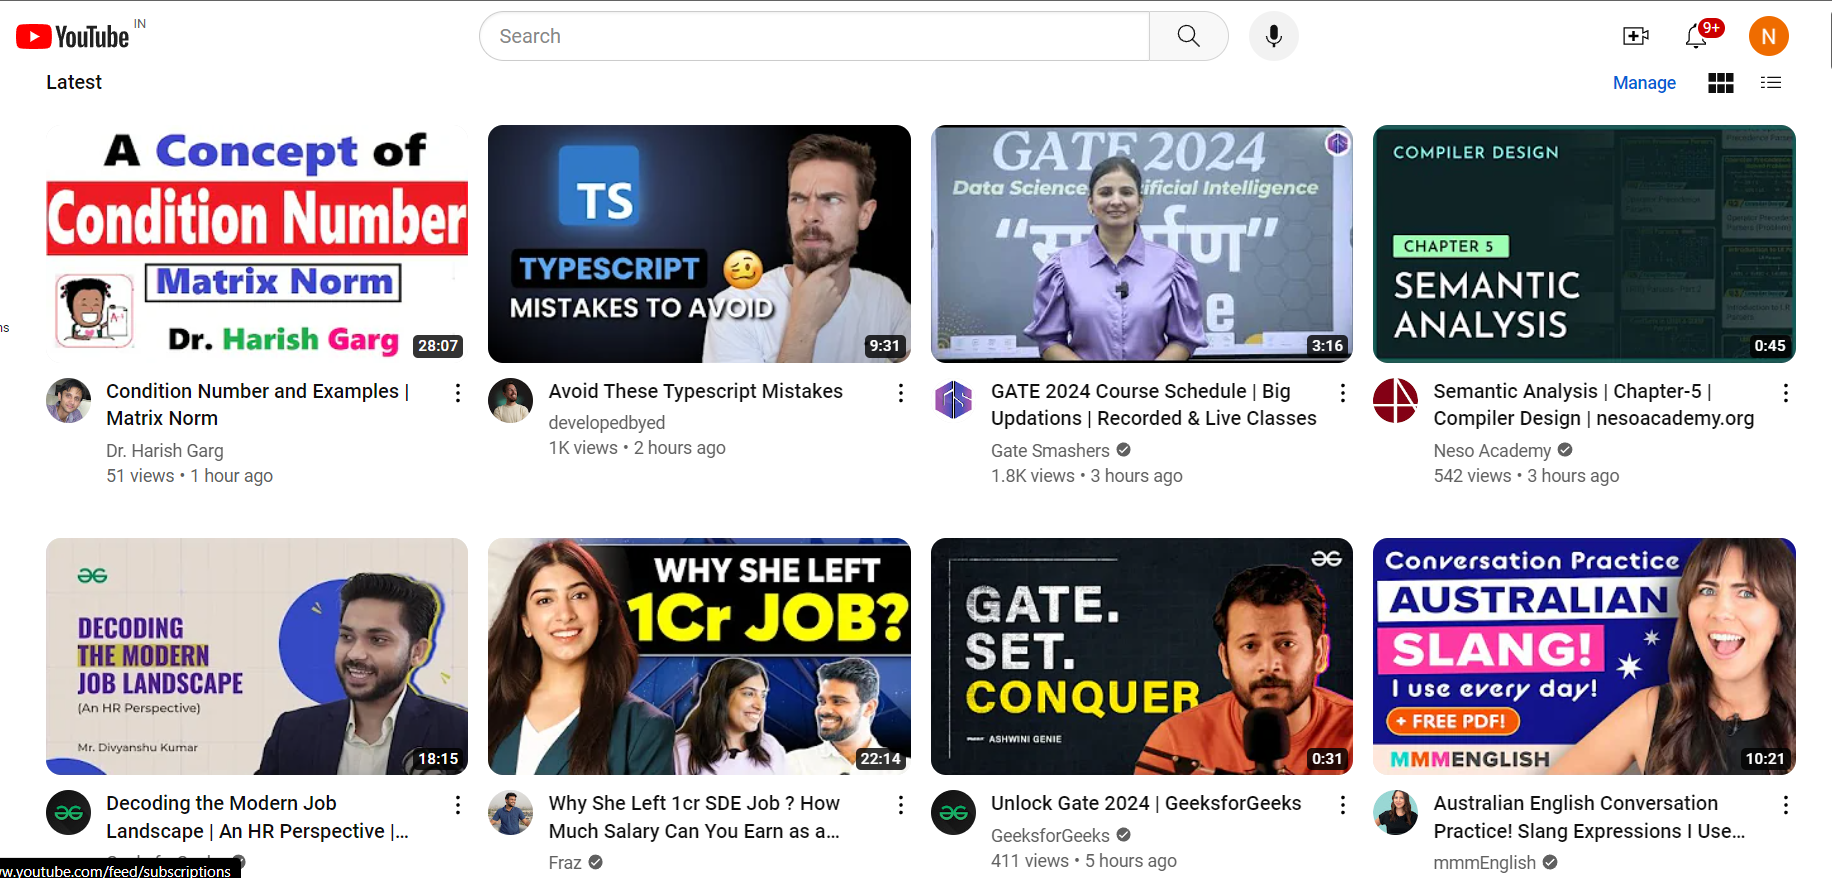 YouTube IN
Search
9+
N
Latest
Manage
A Concept of
Condition Number
Matrix Norm
A+
Dr. Harish Garg
28:07
Condition Number and Examples |
Matrix Norm
Dr. Harish Garg
51 views • 1 hour ago
TS
TYPESCRIPT
MISTAKES TO AVOID
9:31
Avoid These Typescript Mistakes
developedbyed
1K views • 2 hours ago
GATE 2024
Data Science
ificial Intelligence
3:16
GATE 2024 Course Schedule | Big
Updations | Recorded & Live Classes
Gate Smashers
1.8K views • 3 hours ago
COMPILER DESIGN
CHAPTER 5
SEMANTIC
ANALYSIS
0:45
Semantic Analysis | Chapter-5 |
Compiler Design | nesoacademy.org
Neso Academy
542 views • 3 hours ago
ns
DECODING
THE MODERN
JOB LANDSCAPE
(An HR Perspective)
Mr. Divyanshu Kumar
18:15
Decoding the Modern Job
Landscape | An HR Perspective |...
WHY SHE LEFT
1Cr JOB?
22:14
Why She Left 1cr SDE Job ? How
Much Salary Can You Earn as a...
Fraz
GATE.
SET.
CONQUER
ASHWINI GENIE
0:31
Unlock Gate 2024 | GeeksforGeeks
GeeksforGeeks
411 views • 5 hours ago
Conversation Practice
AUSTRALIAN
SLANG!
I use every day!
+ FREE PDF!
MMMENGLISH
10:21
Australian English Conversation
Practice! Slang Expressions I Use...
mmmEnglish
w.youtube.com/feed/subscriptions